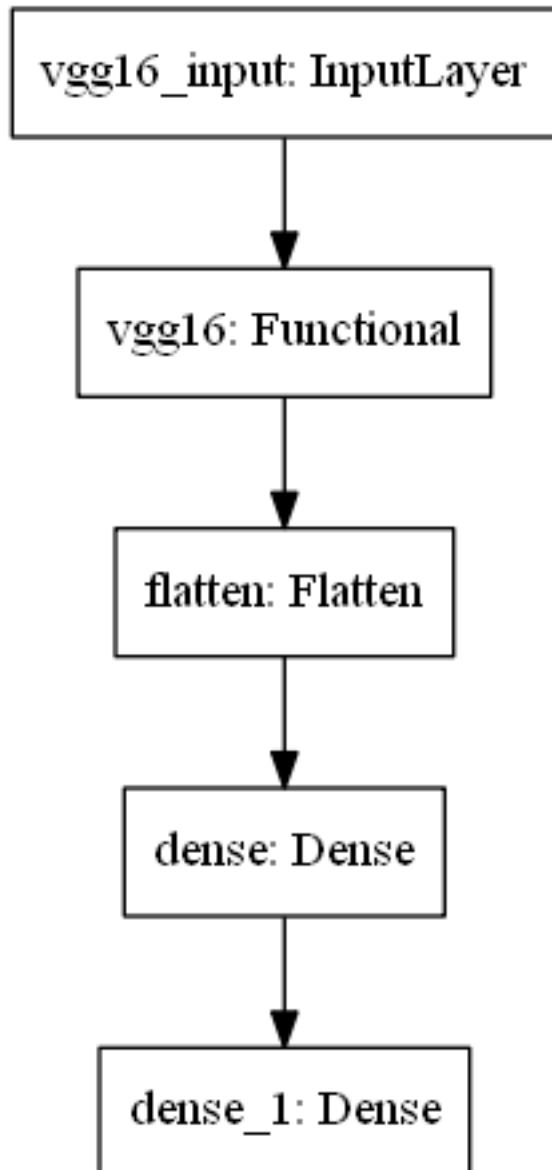 vgg16_input: InputLayer
vgg16: Functional
flatten: Flatten
dense: Dense
dense_1: Dense